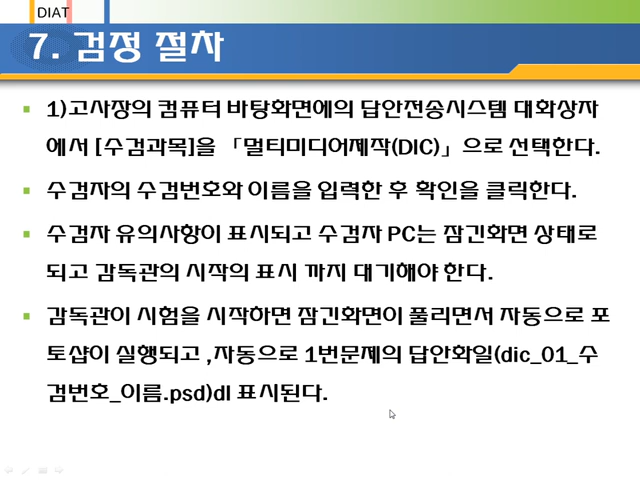 DIAT
7. 검정 절차
1)고사장의 컴퓨터 바탕화면에의 답안전송시스템 대화상자
에서 [수검과목]을 「멀티미디어제작(DIC)」으로 선택한다.
수검자의 수검번호와 이름을 입력한 후 확인을 클릭한다.
수검자 유의사항이 표시되고 수검자 PC는 잠긴화면 상태로
되고 감독관의 시작의 표시 까지 대기해야 한다.
감독관이 시험을 시작하면 잠긴화면이 풀리면서 자동으로 포
토샵이 실행되고 ,자동으로 1번문제의 답안화일(dic_01_수
검번호_이름.psd)dl 표시된다.